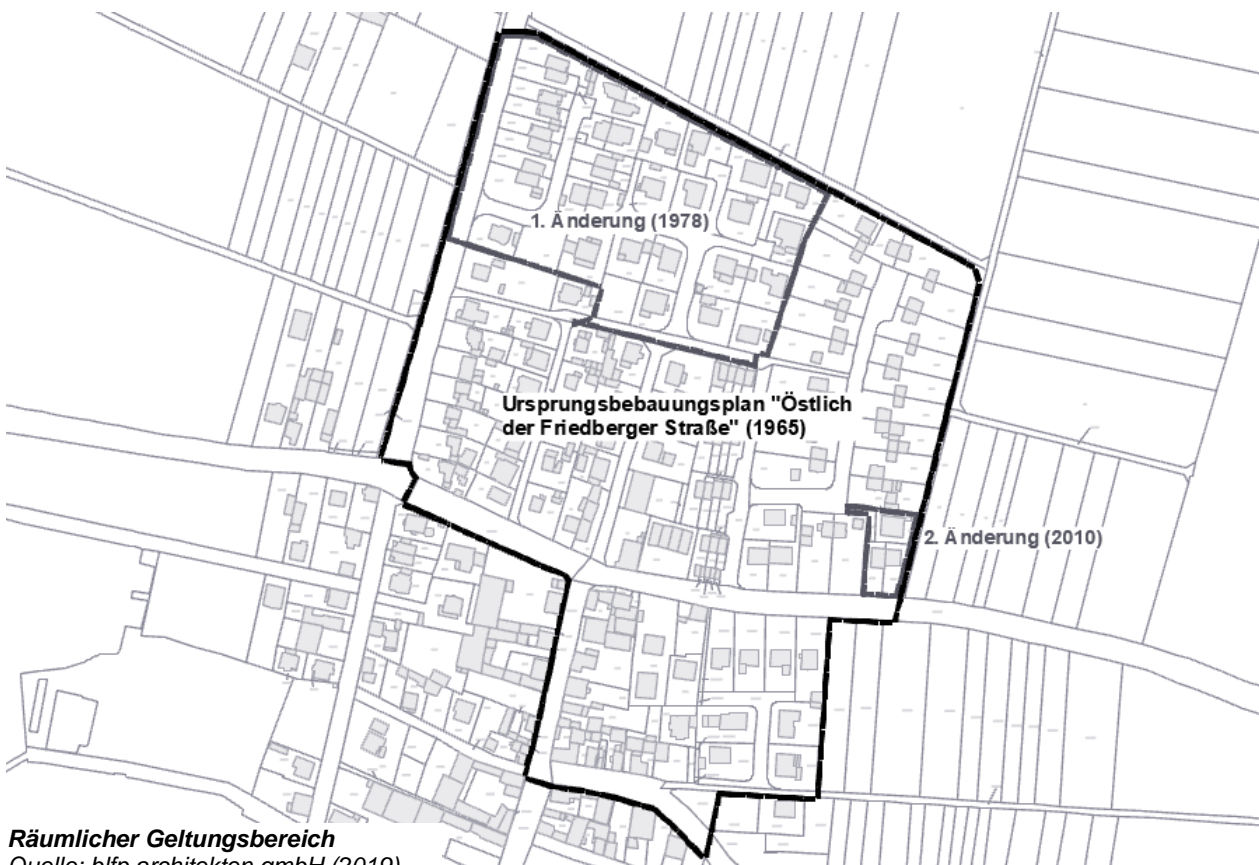 1. Änderung (1978)
Ursprungsbebauungsplan "Östlich
der Friedberger Straße" (1965)
2. Änderung (2010)
Räumlicher Geltungsbereich
Quelle: blfp architekten gmbH (2019)